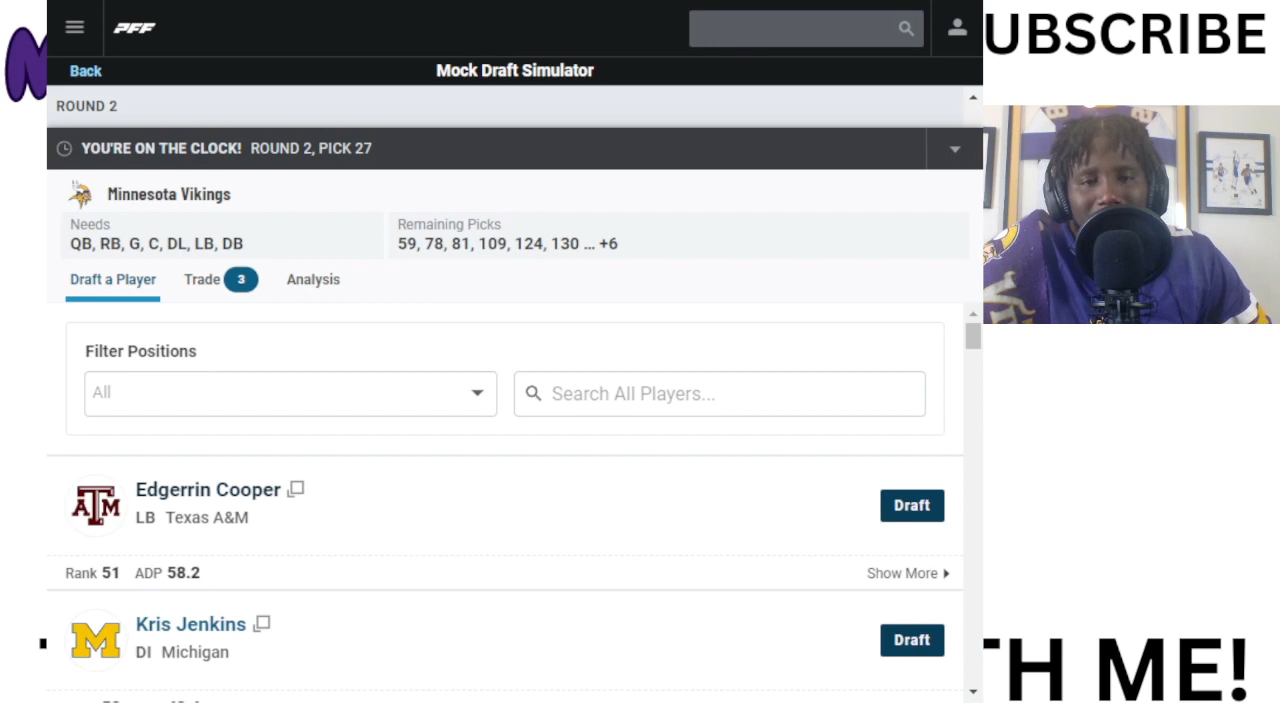 PFF
UBSCRIBE
Back
Mock Draft Simulator
ROUND 2
YOU'RE ON THE CLOCK! ROUND 2, PICK 27
Minnesota Vikings
Needs
QB, RB, G, C, DL, LB, DB
Remaining Picks
59, 78, 81, 109, 124, 130 ... +6
Draft a Player
Trade 3
Analysis
Filter Positions
All
Search All Players...
Edgerrin Cooper
LB Texas A&M
Draft
Rank 51 ADP 58.2
Show More
Kris Jenkins
DI Michigan
Draft
TH ME!